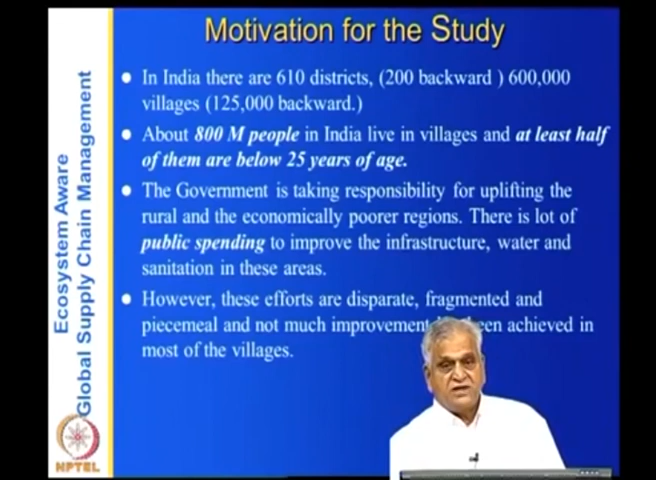 Motivation for the Study
In India there are 610 districts, (200 backward ) 600,000
villages (125,000 backward.)
About 800 M people in India live in villages and at least half
of them are below 25 years of age.
The Government is taking responsibility for uplifting the
rural and the economically poorer regions. There is lot of
public spending to improve the infrastructure, water and
sanitation in these areas.
However, these efforts are disparate, fragmented and
piecemeal and not much improvement achieved in
most of the villages.
Ecosystem Aware
Global Supply Chain Management
NPTEL